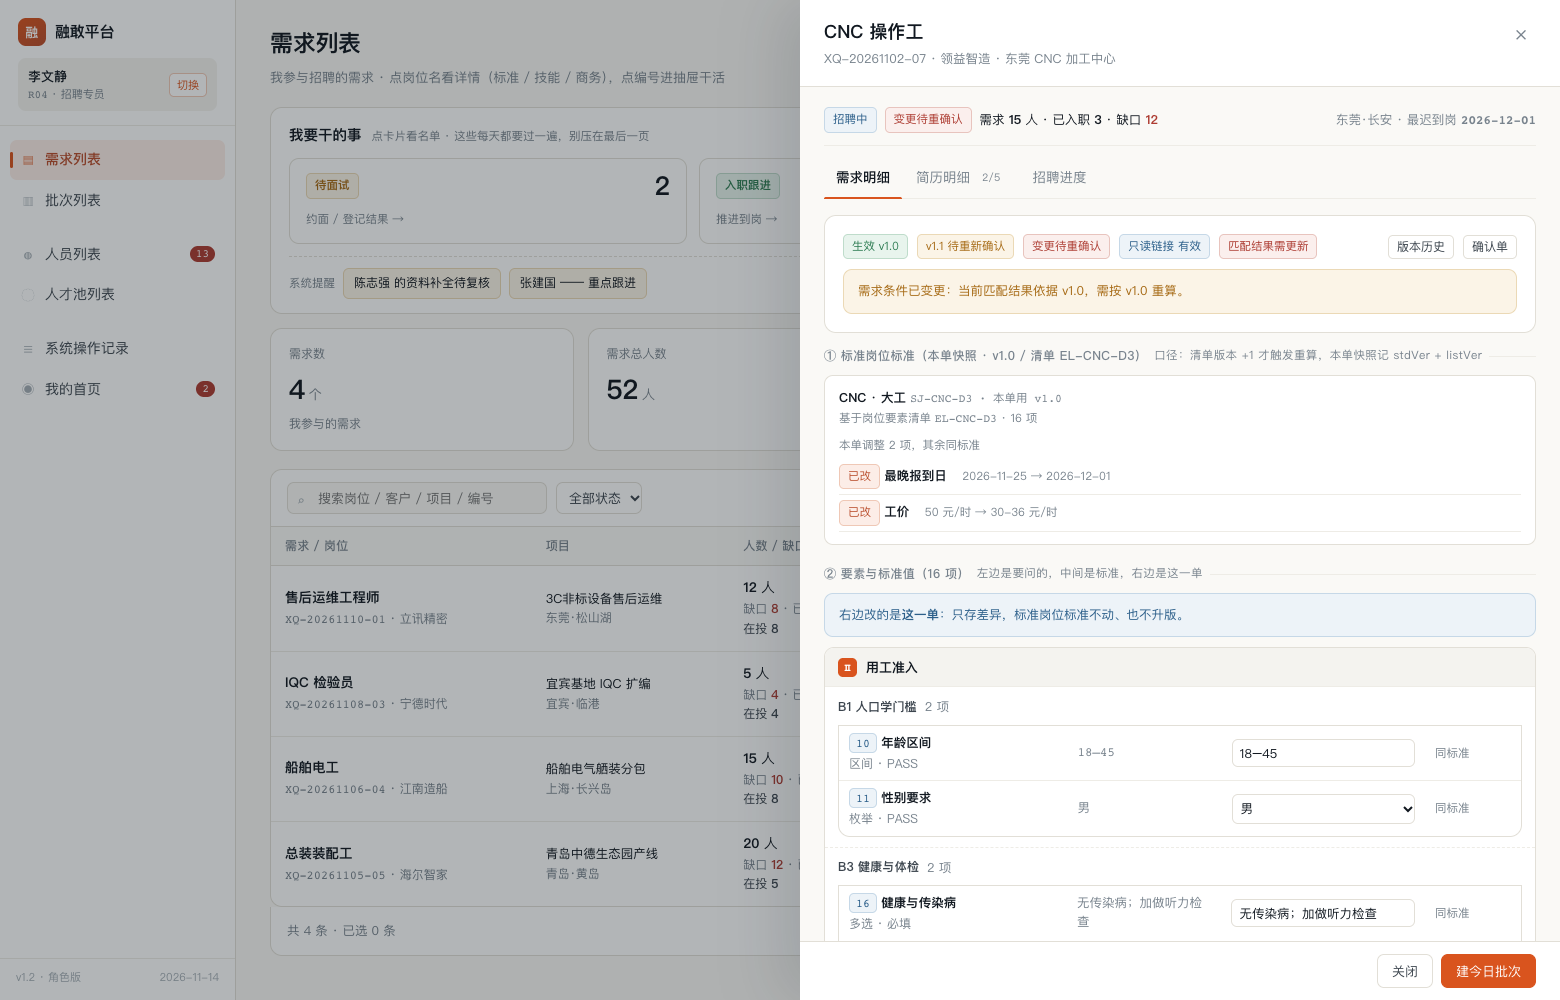 融 融敢平台
李文静
R04 · 招聘专员
切换
需求列表
批次列表
人员列表 13
人才池列表
系统操作记录
我的首页 2
v1.2 · 角色版 2026-11-14
需求列表
我参与招聘的需求 · 点岗位名看详情（标准 / 技能 / 商务），点编号进抽屉干活
我要干的事 点卡片看名单 · 这些每天都要过一遍，别压在最后一页
待面试 2
约面 / 登记结果 →
入职跟进
推进到岗 →
系统提醒 陈志强 的资料补全待复核 张建国 —— 重点跟进
需求数
4 个
我参与的需求
需求总人数
52 人
搜索岗位 / 客户 / 项目 / 编号 全部状态
需求 / 岗位 项目 人数 / 缺口
售后运维工程师
XQ-20261110-01 · 立讯精密
3C非标设备售后运维
东莞·松山湖
12 人
缺口 8 · 已
在投 8
IQC 检验员
XQ-20261108-03 · 宁德时代
宜宾基地 IQC 扩编
宜宾·临港
5 人
缺口 4 · 已
在投 4
船舶电工
XQ-20261106-04 · 江南造船
船舶电气舾装分包
上海·长兴岛
15 人
缺口 10 ·
在投 8
总装装配工
XQ-20261105-05 · 海尔智家
青岛中德生态园产线
青岛·黄岛
20 人
缺口 12 ·
在投 5
共 4 条 · 已选 0 条
CNC 操作工
XQ-20261102-07 · 领益智造 · 东莞 CNC 加工中心
×
招聘中 变更待重确认 需求 15 人 · 已入职 3 · 缺口 12 东莞·长安 · 最迟到岗 2026-12-01
需求明细 简历明细 2/5 招聘进度
生效 v1.0 v1.1 待重新确认 变更待重确认 只读链接 有效 匹配结果需更新 版本历史 确认单
需求条件已变更：当前匹配结果依据 v1.0，需按 v1.0 重算。
① 标准岗位标准（本单快照 · v1.0 / 清单 EL-CNC-D3） 口径：清单版本 +1 才触发重算，本单快照记 stdVer + listVer
CNC · 大工 SJ-CNC-D3 · 本单用 v1.0
基于岗位要素清单 EL-CNC-D3 · 16 项
本单调整 2 项，其余同标准
已改 最晚报到日 2026-11-25 → 2026-12-01
已改 工价 50 元/时 → 30-36 元/时
② 要素与标准值（16 项） 左边是要问的，中间是标准，右边是这一单
右边改的是这一单：只存差异，标准岗位标准不动、也不升版。
II 用工准入
B1 人口学门槛 2 项
10 年龄区间
区间 · PASS
18—45
18—45
同标准
11 性别要求
枚举 · PASS
男
男
同标准
B3 健康与体检 2 项
16 健康与传染病
多选 · 必填
无传染病；加做听力检
查
无传染病；加做听力检查
同标准
关闭 建今日批次